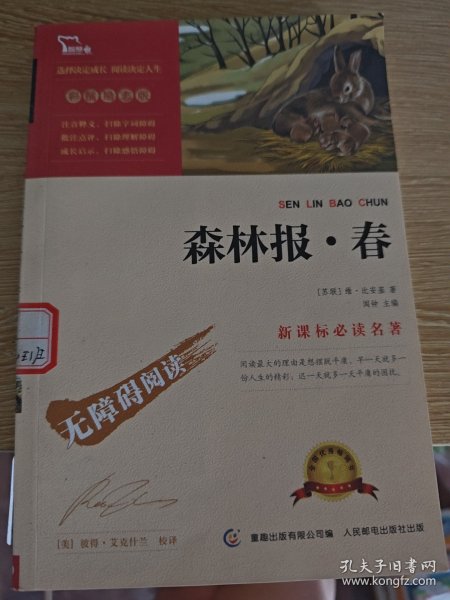 选择决定成长 阅读决定人生
注音释义、扫除字词障碍
批注点评、扫除理解障碍
成长启示、扫除感悟障碍
SEN LIN BAO CHUN
森林报·春
[苏联] 维·比安基 著
闻钟 主编
新课标必读名著
阅读最大的理由是想摆脱平庸，早一天就多一
份人生的精彩，迟一天就多一天平庸的困扰。
无障碍阅读
[美] 彼得·艾克什兰 校译
童趣出版有限公司编 人民邮电出版社出版
孔夫子旧书网
www.kongfz.com